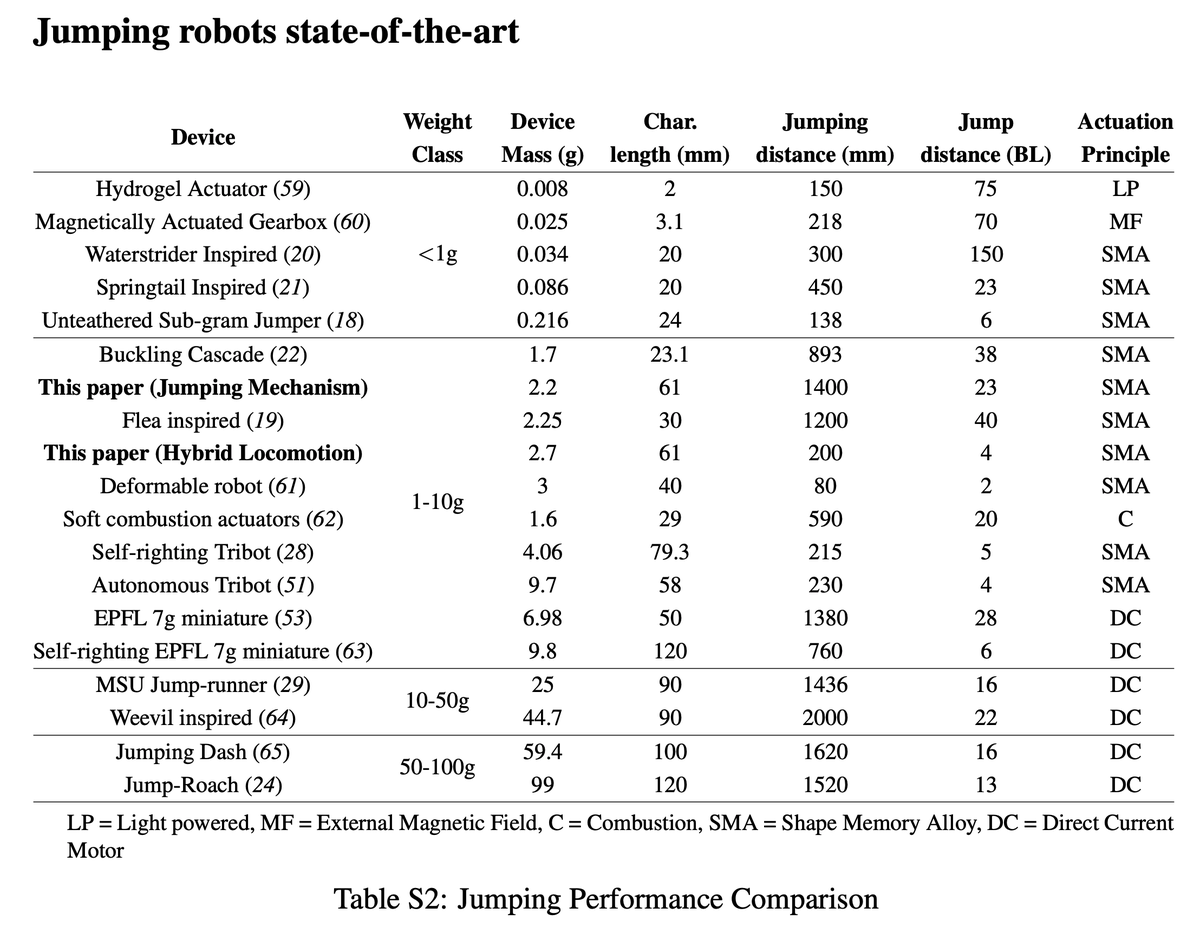 Jumping robots state-of-the-art
Device Weight Class Device Mass (g) Char. length (mm) Jumping distance (mm) Jump distance (BL) Actuation Principle
Hydrogel Actuator (59) 0.008 2 150 75 LP
Magnetically Actuated Gearbox (60) 0.025 3.1 218 70 MF
Waterstrider Inspired (20) <1g 0.034 20 300 150 SMA
Springtail Inspired (21) 0.086 20 450 23 SMA
Unteathered Sub-gram Jumper (18) 0.216 24 138 6 SMA
Buckling Cascade (22) 1.7 23.1 893 38 SMA
This paper (Jumping Mechanism) 2.2 61 1400 23 SMA
Flea inspired (19) 2.25 30 1200 40 SMA
This paper (Hybrid Locomotion) 2.7 61 200 4 SMA
Deformable robot (61) 3 40 80 2 SMA
1-10g
Soft combustion actuators (62) 1.6 29 590 20 C
Self-righting Tribot (28) 4.06 79.3 215 5 SMA
Autonomous Tribot (51) 9.7 58 230 4 SMA
EPFL 7g miniature (53) 6.98 50 1380 28 DC
Self-righting EPFL 7g miniature (63) 9.8 120 760 6 DC
MSU Jump-runner (29) 25 90 1436 16 DC
10-50g
Weevil inspired (64) 44.7 90 2000 22 DC
Jumping Dash (65) 59.4 100 1620 16 DC
50-100g
Jump-Roach (24) 99 120 1520 13 DC
LP = Light powered, MF = External Magnetic Field, C = Combustion, SMA = Shape Memory Alloy, DC = Direct Current
Motor
Table S2: Jumping Performance Comparison